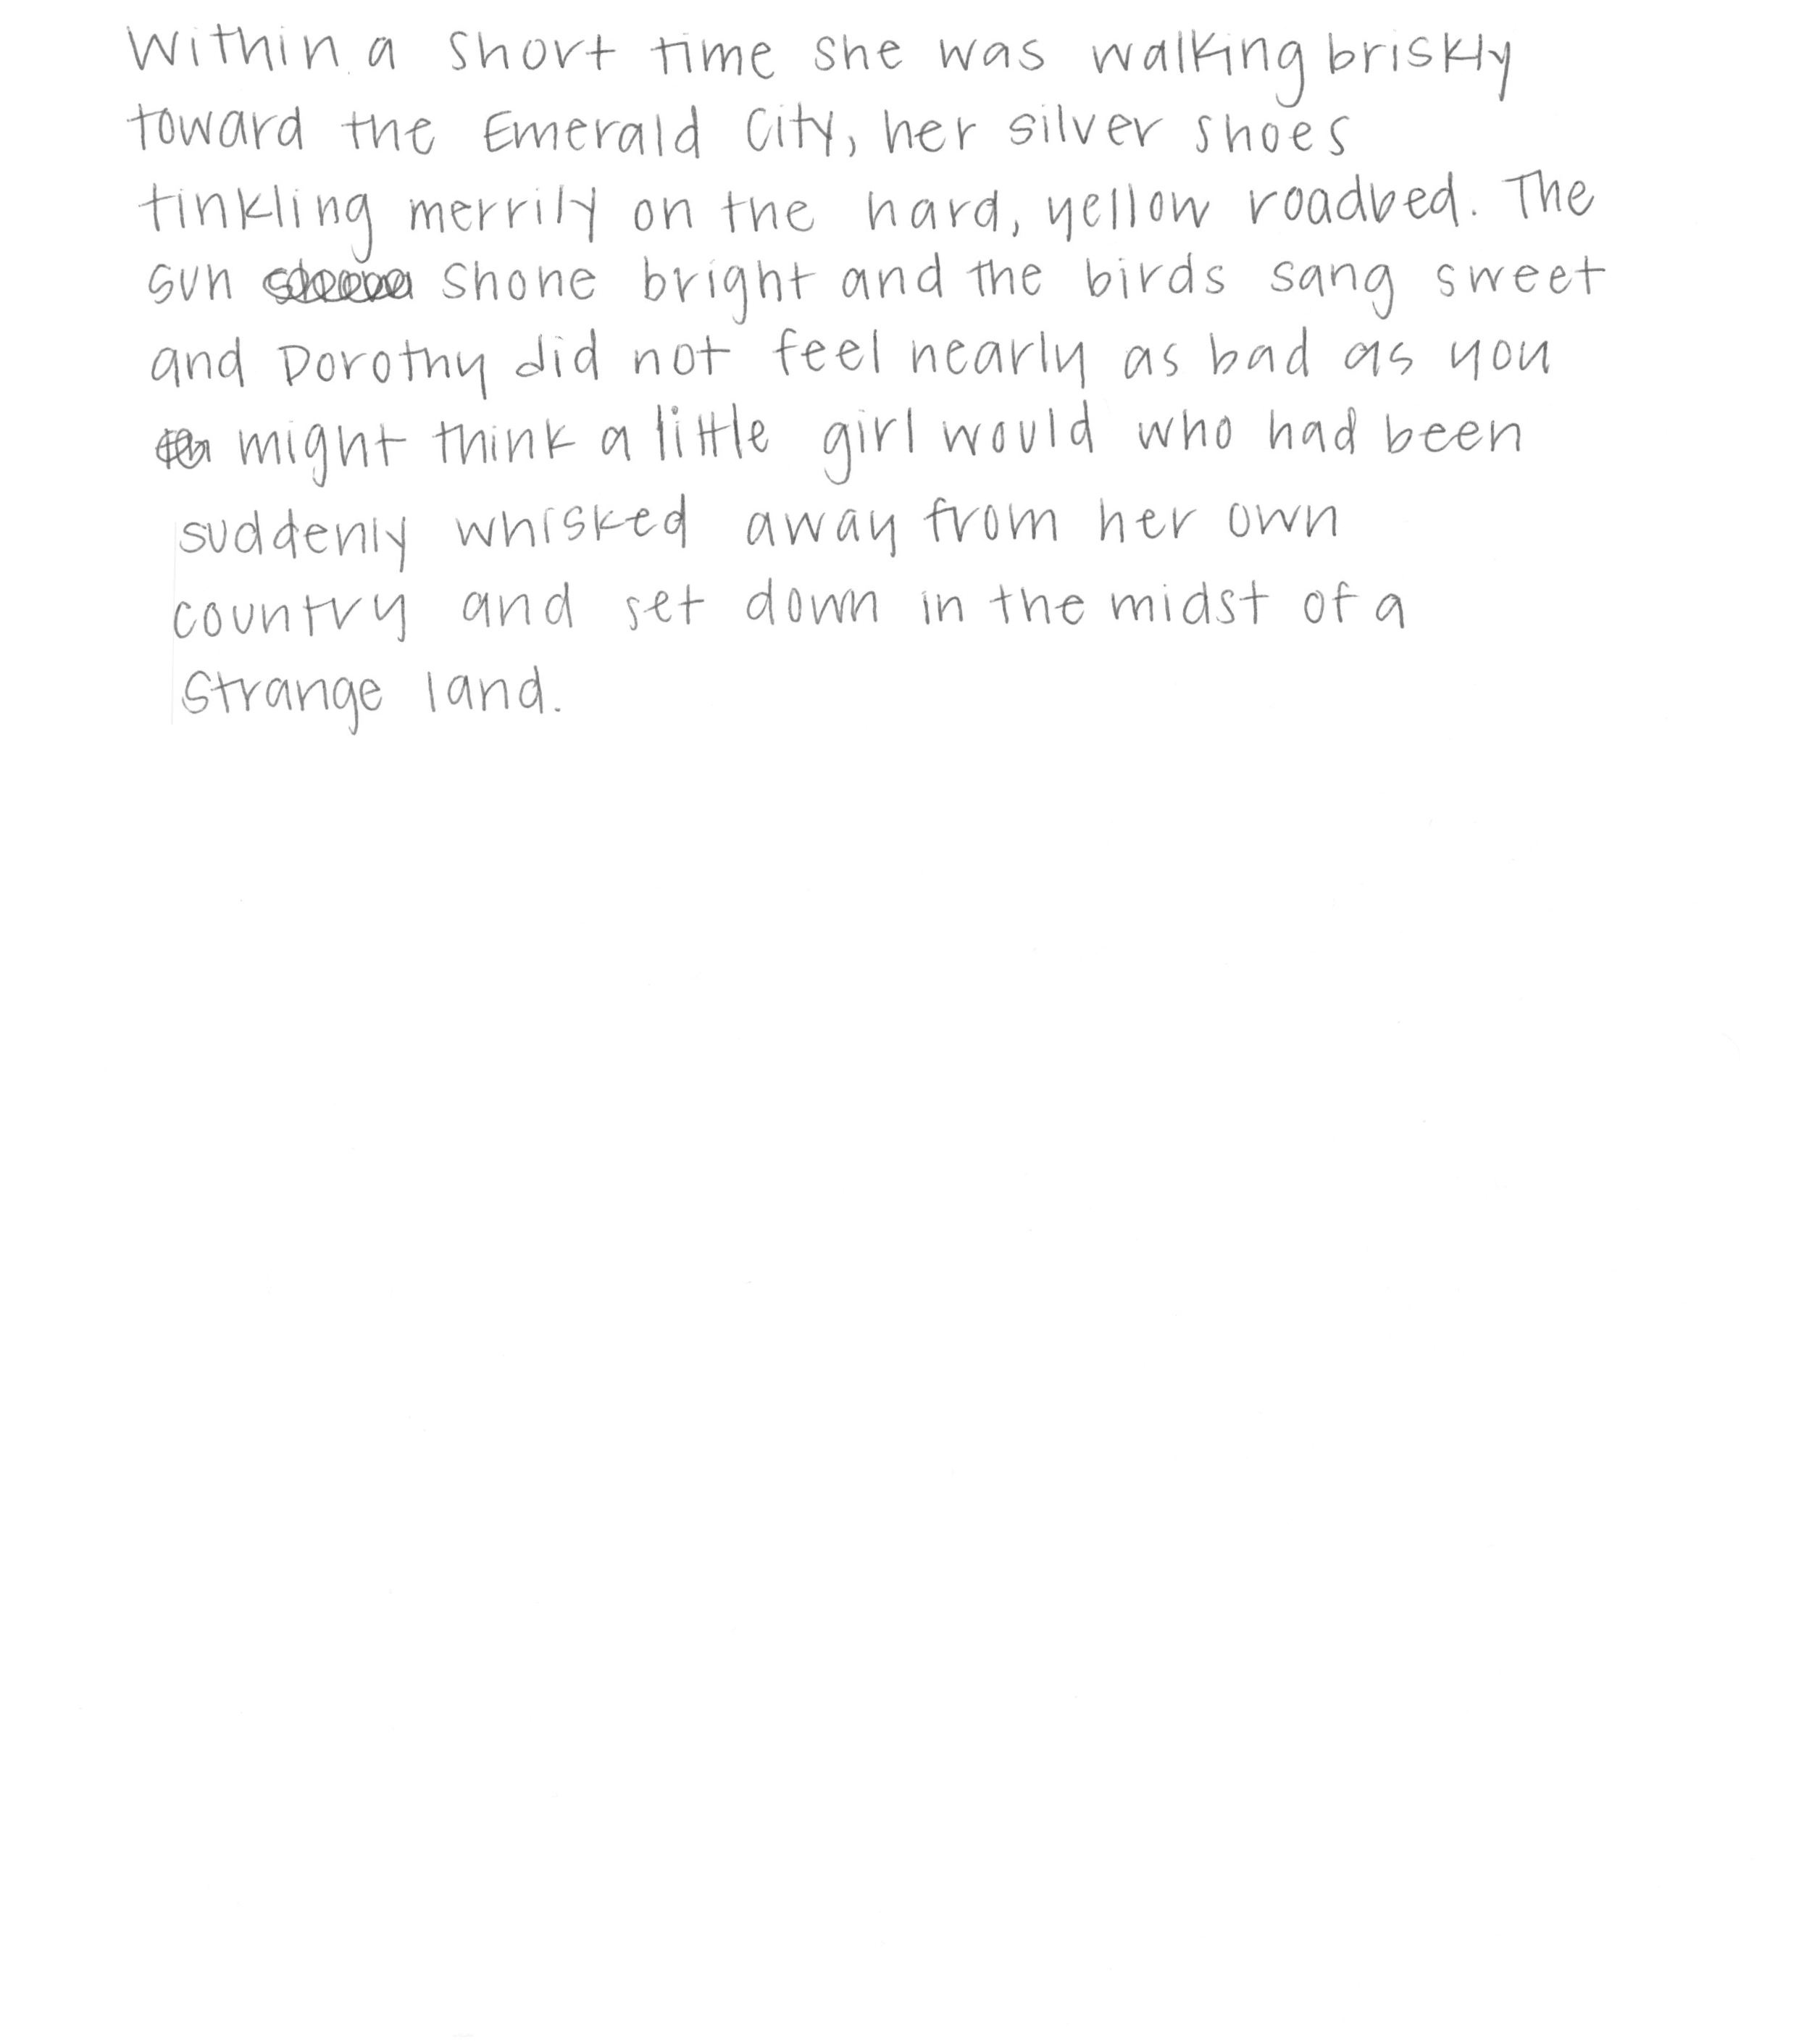 Within a short time she was walking briskly
toward the Emerald City, her silver shoes
tinkling merrily on the hard, yellow roadbed. The
sun shone bright and the birds sang sweet
and Dorothy did not feel nearly as bad as you
might think a little girl would who had been
suddenly whisked away from her own
country and set down in the midst of a
strange land.